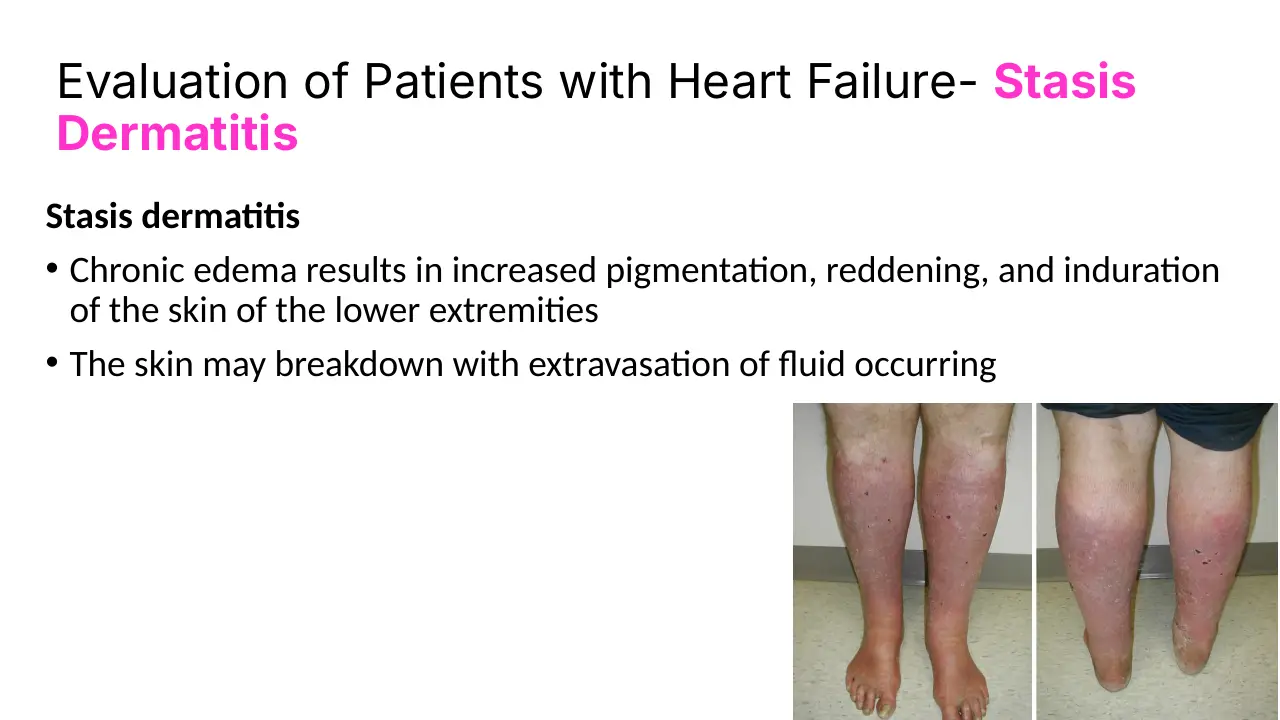 Evaluation of Patients with Heart Failure- Stasis
Dermatitis
Stasis dermatitis
• Chronic edema results in increased pigmentation, reddening, and induration
of the skin of the lower extremities
• The skin may breakdown with extravasation of fluid occurring